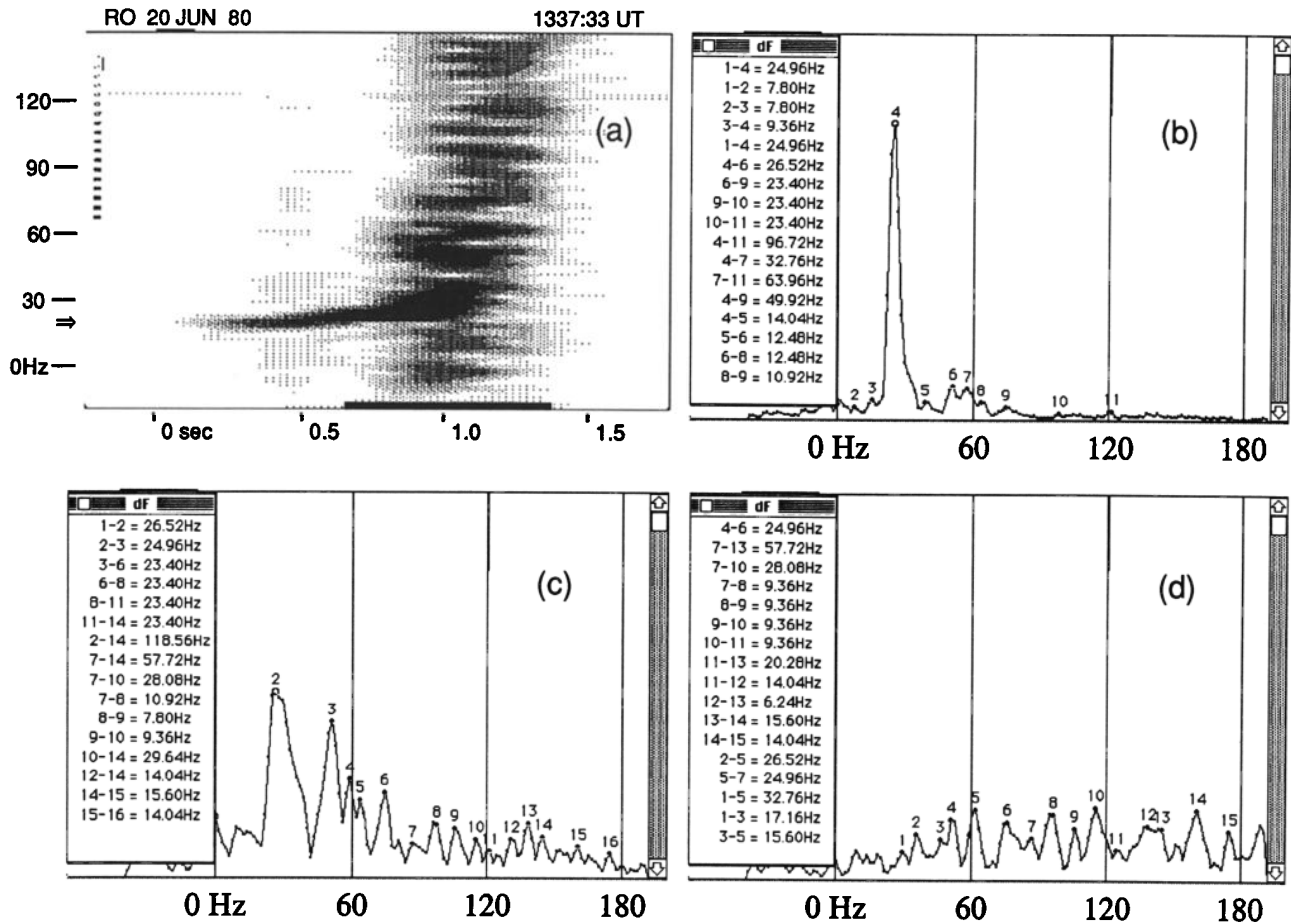 RO 20 JUN 80 1337:33 UT
120
90
60
30
⇒
0Hz
0 sec 0.5 1.0 1.5
(a)
dF
1-4 = 24.96Hz
1-2 = 7.80Hz
2-3 = 7.80Hz
3-4 = 9.36Hz
1-4 = 24.96Hz
4-6 = 26.52Hz
6-9 = 23.40Hz
9-10 = 23.40Hz
10-11 = 23.40Hz
4-11 = 96.72Hz
4-7 = 32.76Hz
7-11 = 63.96Hz
4-9 = 49.92Hz
4-5 = 14.04Hz
5-6 = 12.48Hz
6-8 = 12.48Hz
8-9 = 10.92Hz
(b)
2 3 4 5 6 7 8 9 10 11
0 Hz 60 120 180
dF
1-2 = 26.52Hz
2-3 = 24.96Hz
3-6 = 23.40Hz
6-8 = 23.40Hz
8-11 = 23.40Hz
11-14 = 23.40Hz
2-14 = 118.56Hz
7-14 = 57.72Hz
7-10 = 28.08Hz
7-8 = 10.92Hz
8-9 = 7.80Hz
9-10 = 9.36Hz
10-14 = 29.64Hz
12-14 = 14.04Hz
14-15 = 15.60Hz
15-16 = 14.04Hz
(c)
2 3 4 5 6 7 8 9 10 1 12 13 14 15 16
0 Hz 60 120 180
dF
4-6 = 24.96Hz
7-13 = 57.72Hz
7-10 = 28.08Hz
7-8 = 9.36Hz
8-9 = 9.36Hz
9-10 = 9.36Hz
10-11 = 9.36Hz
11-13 = 20.28Hz
11-12 = 14.04Hz
12-13 = 6.24Hz
13-14 = 15.60Hz
14-15 = 14.04Hz
2-5 = 26.52Hz
5-7 = 24.96Hz
1-5 = 32.76Hz
1-3 = 17.16Hz
3-5 = 15.60Hz
(d)
1 2 3 4 5 6 7 8 9 10 11 12 13 14 15
0 Hz 60 120 180